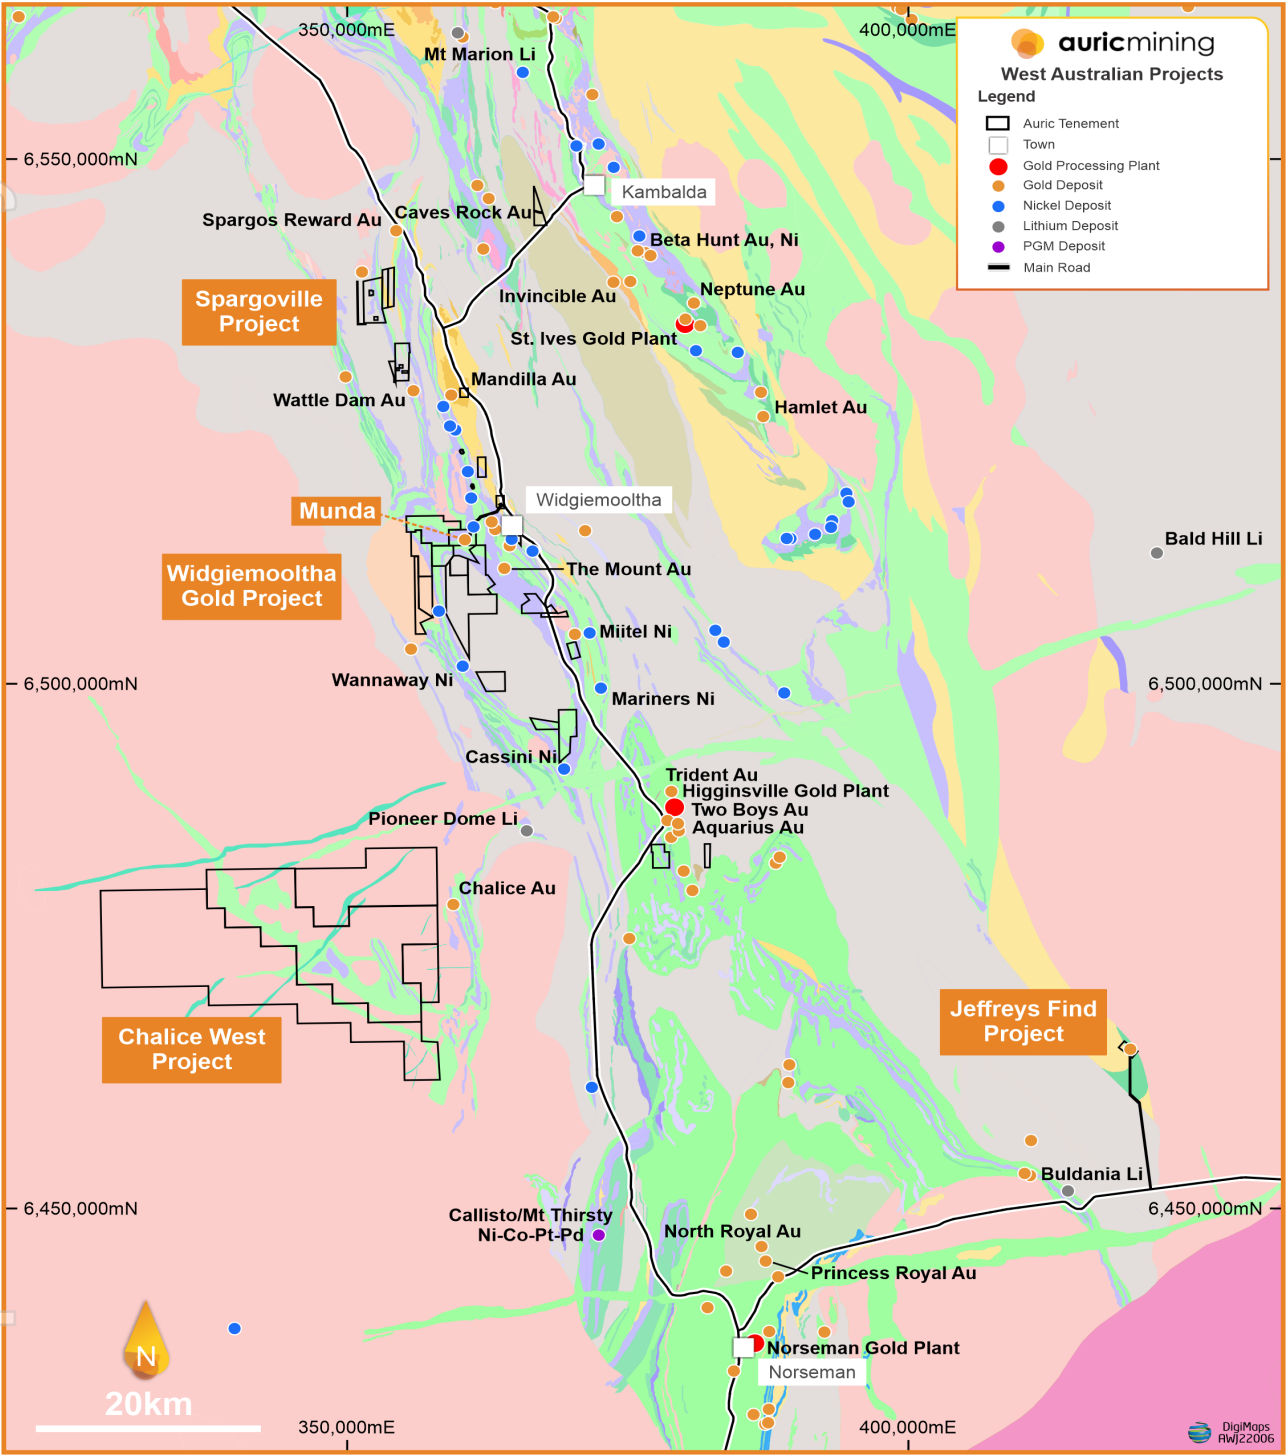 350,000mE
400,000mE
auricmining
West Australian Projects
Legend
Auric Tenement
Town
Gold Processing Plant
Gold Deposit
Nickel Deposit
Lithium Deposit
PGM Deposit
Main Road
Mt Marion Li
6,550,000mN
Kambalda
Spargos Reward Au
Caves Rock Au
Beta Hunt Au, Ni
Spargoville
Project
Invincible Au
Neptune Au
St. Ives Gold Plant
Mandilla Au
Wattle Dam Au
Hamlet Au
Widgiemooltha
Munda
Bald Hill Li
Widgiemooltha
Gold Project
The Mount Au
Miitel Ni
Wannaway Ni
6,500,000mN
6,500,000mN
Mariners Ni
Cassini Ni
Trident Au
Higginsville Gold Plant
Two Boys Au
Pioneer Dome Li
Aquarius Au
Chalice Au
Jeffreys Find
Project
Chalice West
Project
Buldania Li
6,450,000mN
6,450,000mN
Callisto/Mt Thirsty
Ni-Co-Pt-Pd
North Royal Au
Princess Royal Au
N
Norseman Gold Plant
Norseman
20km
350,000mE
400,000mE
DigiMaps
AWJ22006